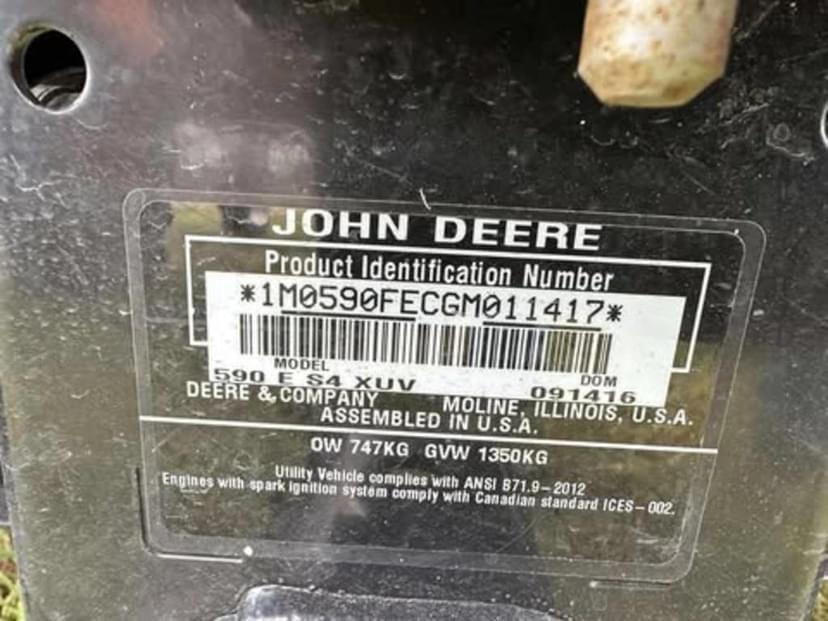 JOHN DEERE
Product Identification Number
*1M0590FECGM011417*
MODEL DOM
590 E S4 XUV 091416
DEERE & COMPANY MOLINE, ILLINOIS, U.S.A.
ASSEMBLED IN U.S.A.
OW 747KG GVW 1350KG
Utility Vehicle complies with ANSI B71.9-2012
Engines with spark ignition system comply with Canadian standard ICES-002.